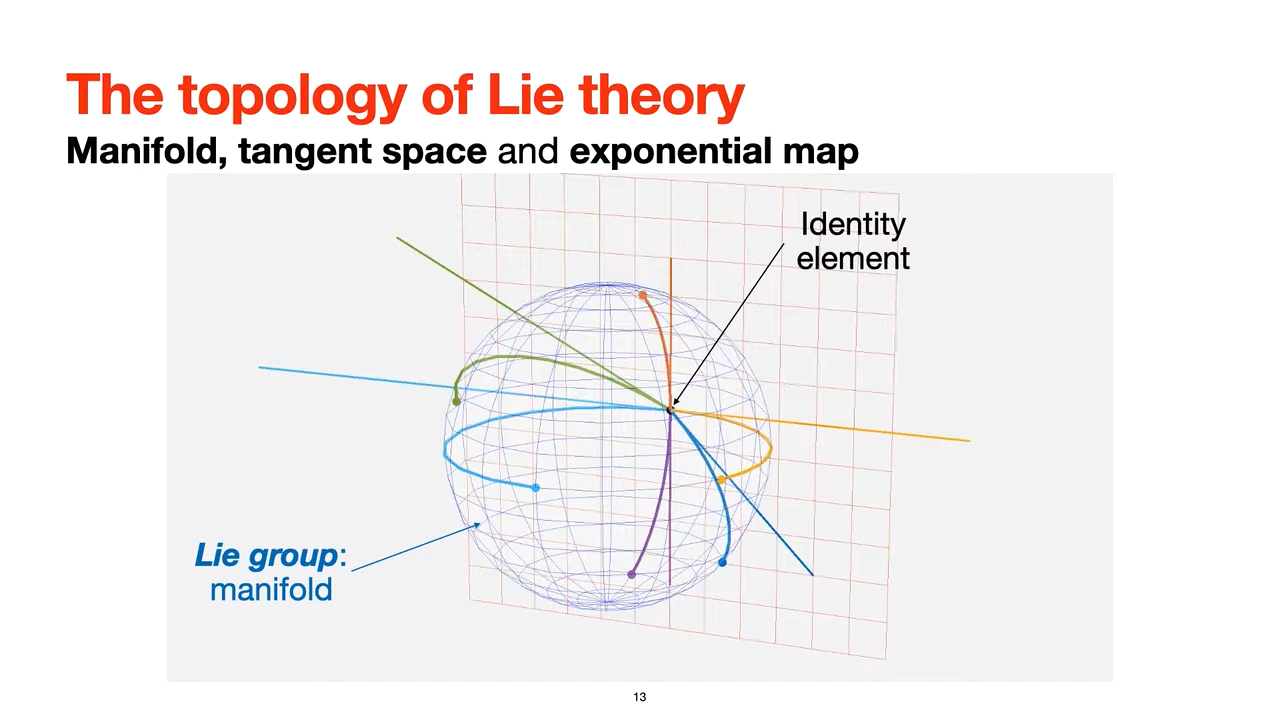 The topology of Lie theory
Manifold, tangent space and exponential map
Identity
element
Lie group:
manifold
13